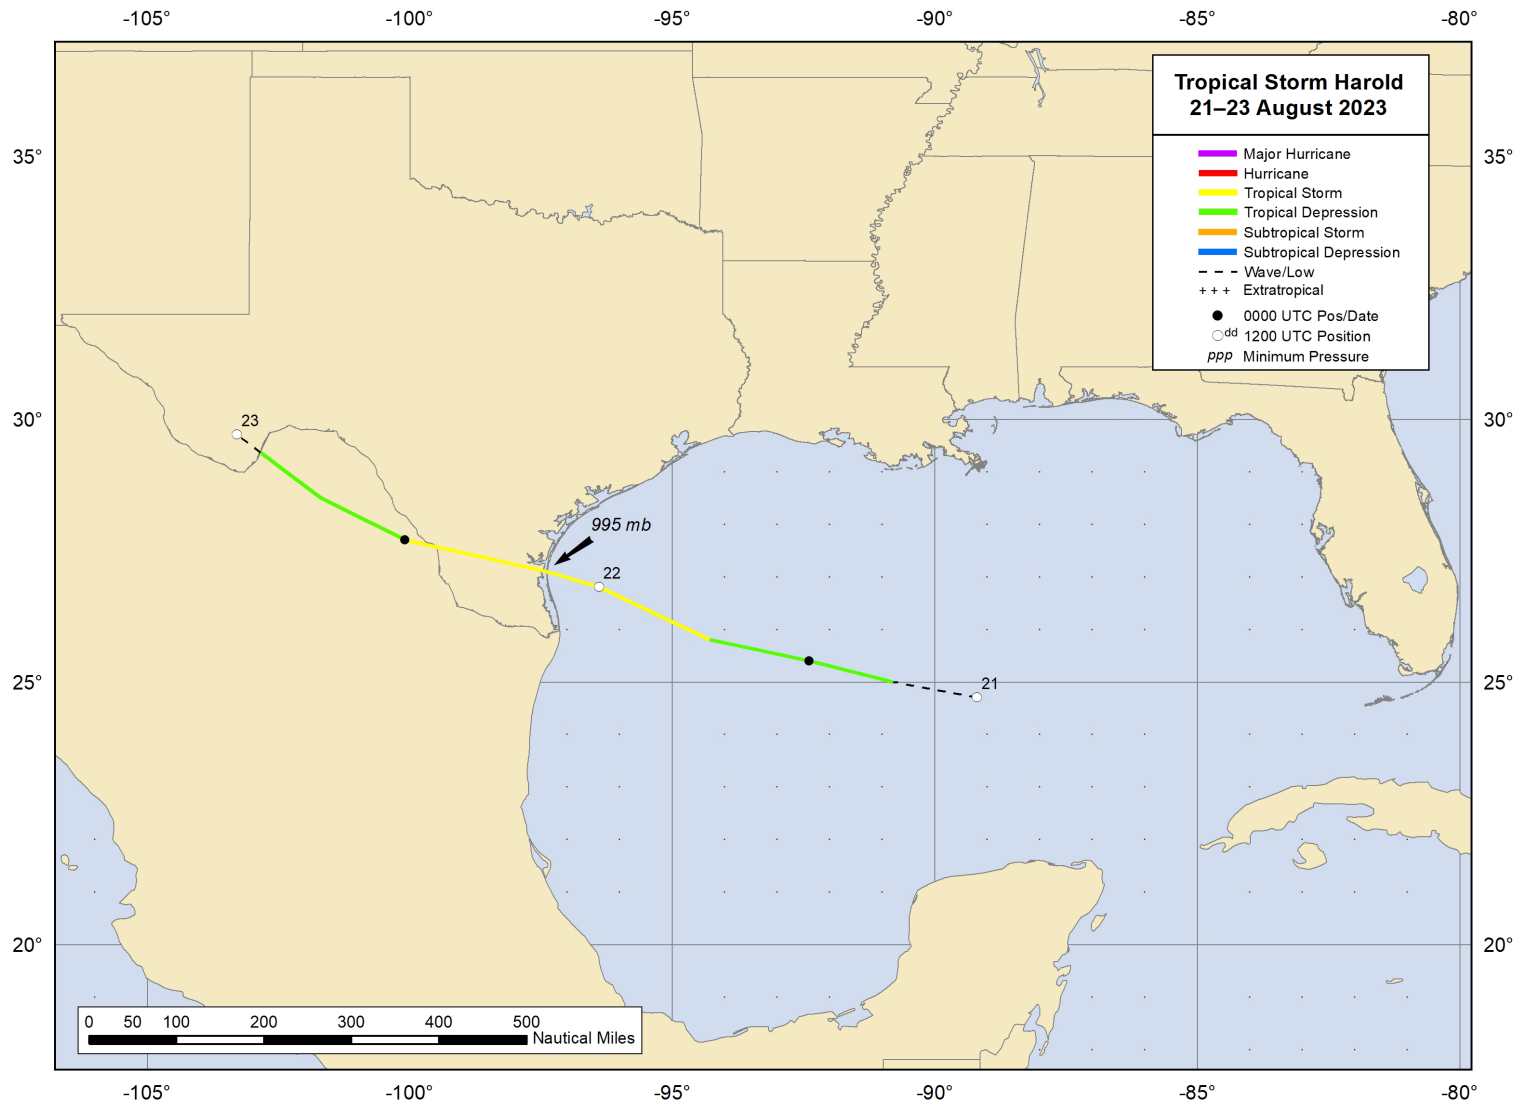 -105° -100° -95° -90° -85° -80°
Tropical Storm Harold
21–23 August 2023
Major Hurricane
Hurricane
Tropical Storm
Tropical Depression
Subtropical Storm
Subtropical Depression
Wave/Low
+ + + Extratropical
0000 UTC Pos/Date
dd 1200 UTC Position
ppp Minimum Pressure
35° 35°
30° 30°
23
995 mb
22
21
25° 25°
20° 20°
0 50 100 200 300 400 500
Nautical Miles
-105° -100° -95° -90° -85° -80°